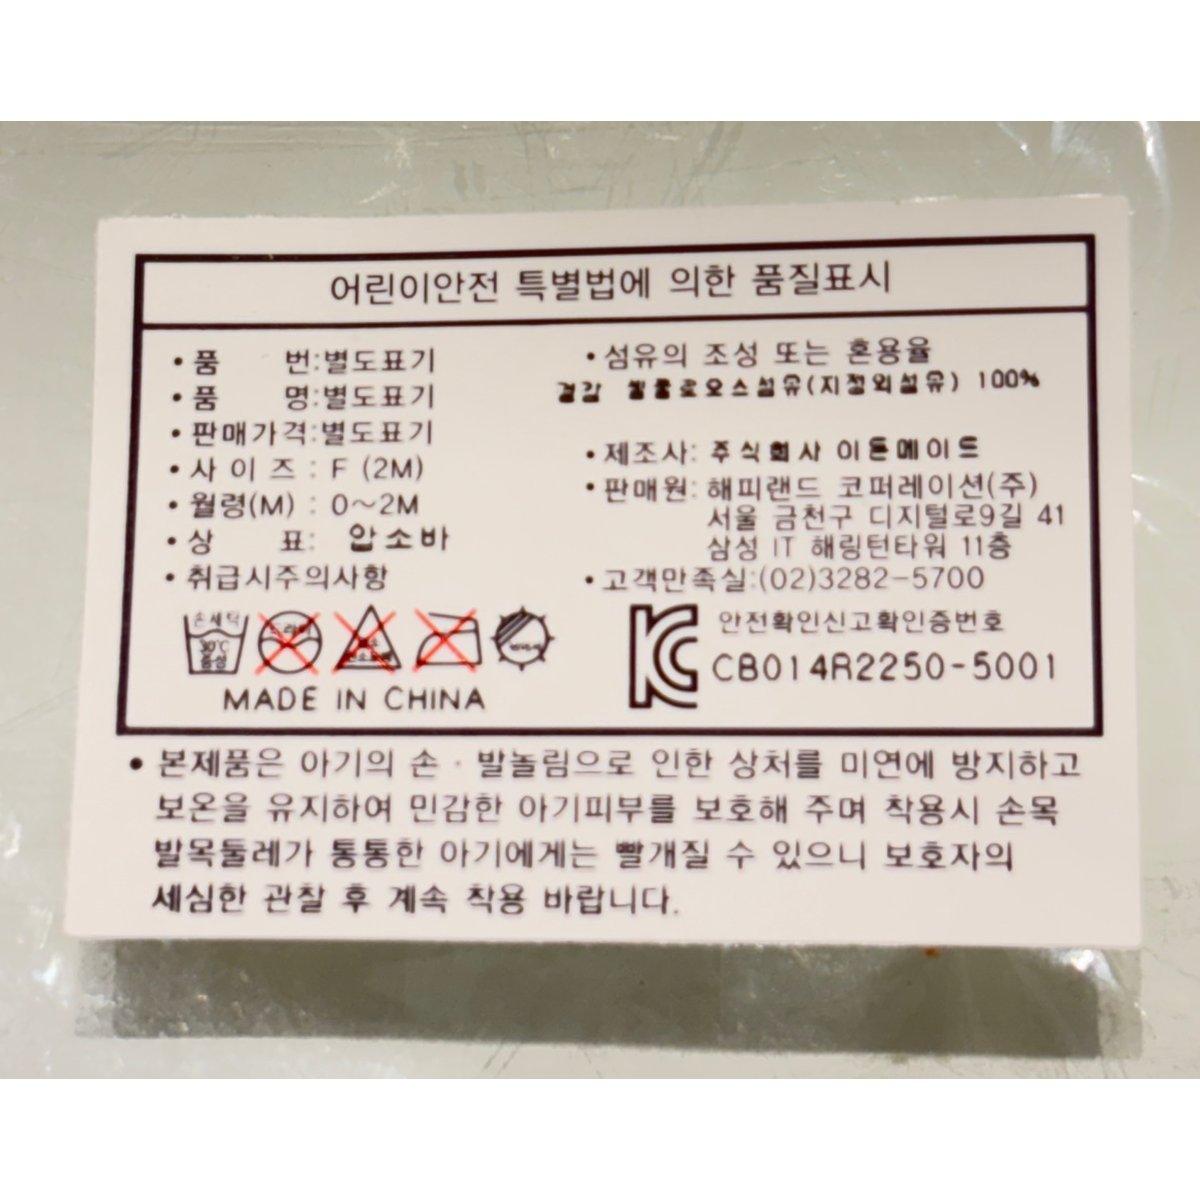 어린이안전 특별법에 의한 품질표시
• 품 번:별도표기
• 품 명:별도표기
• 판매가격:별도표기
• 사 이 즈 : F (2M)
• 월령(M) : 0~2M
• 상 표: 압소바
• 취급시주의사항
손세탁
30℃
중성
MADE IN CHINA
• 섬유의 조성 또는 혼용율
겉감 셀룰로오스섬유(지정외섬유) 100%
• 제조사: 주식회사 이든메이드
• 판매원: 해피랜드 코퍼레이션(주)
서울 금천구 디지털로9길 41
삼성 IT 해링턴타워 11층
• 고객만족실:(02)3282-5700
안전확인신고확인증번호
CB014R2250-5001
• 본제품은 아기의 손 · 발놀림으로 인한 상처를 미연에 방지하고
보온을 유지하여 민감한 아기피부를 보호해 주며 착용시 손목
발목둘레가 통통한 아기에게는 빨개질 수 있으니 보호자의
세심한 관찰 후 계속 착용 바랍니다.